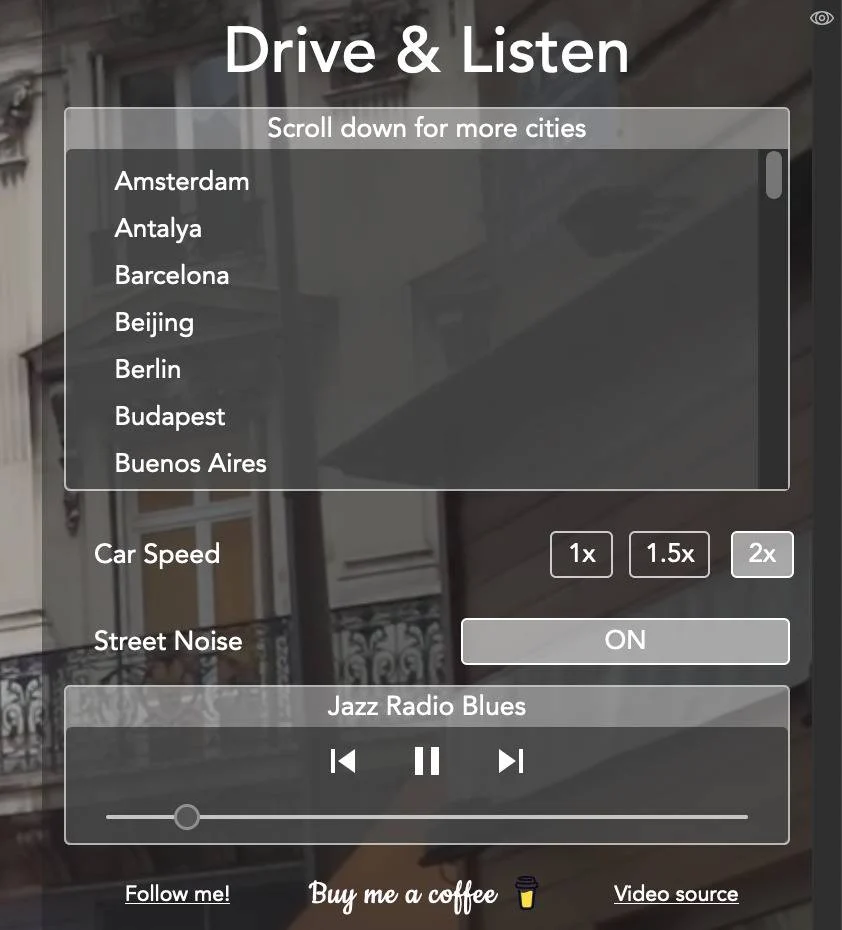 Drive & Listen
Scroll down for more cities
Amsterdam
Antalya
Barcelona
Beijing
Berlin
Budapest
Buenos Aires
Car Speed 1x 1.5x 2x
Street Noise ON
Jazz Radio Blues
Follow me! Buy me a coffee Video source